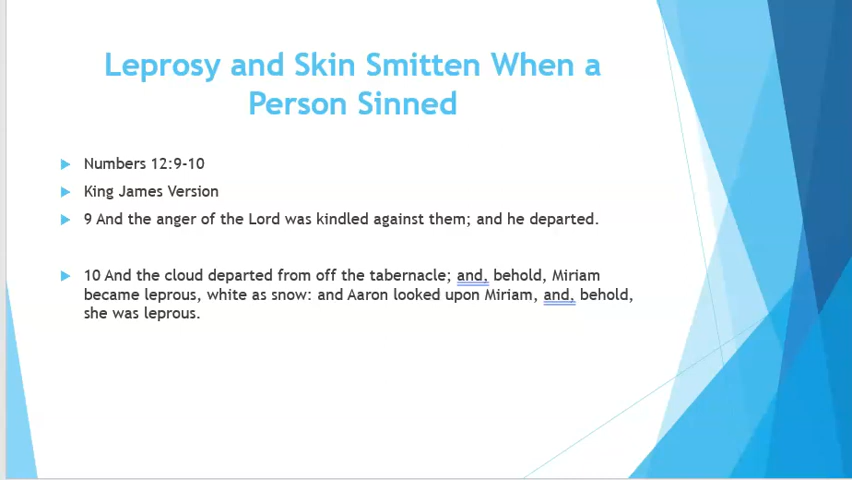 Leprosy and Skin Smitten When a
Person Sinned
Numbers 12:9-10
King James Version
9 And the anger of the Lord was kindled against them; and he departed.
10 And the cloud departed from off the tabernacle; and, behold, Miriam
became leprous, white as snow: and Aaron looked upon Miriam, and, behold,
she was leprous.